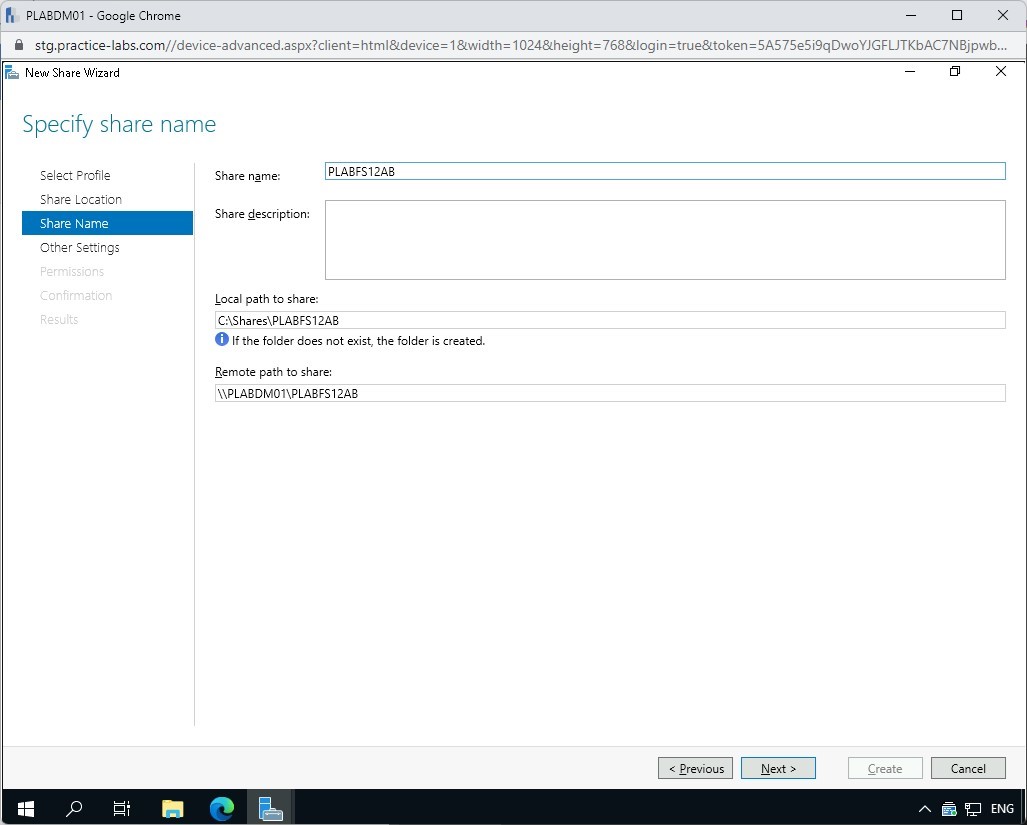 PLABDM01 - Google Chrome
stg.practice-labs.com//device-advanced.aspx?client=html&device=1&width=1024&height=768&login=true&token=5A575e5i9qDwoYJGFLJTKbAC7NBjpwb...
New Share Wizard
Specify share name
Select Profile
Share Location
Share Name
Other Settings
Permissions
Confirmation
Results
Share name:
PLABFS12AB
Share description:
Local path to share:
C:\Shares\PLABFS12AB
If the folder does not exist, the folder is created.
Remote path to share:
\\PLABDM01\PLABFS12AB
< Previous
Next >
Create
Cancel
ENG